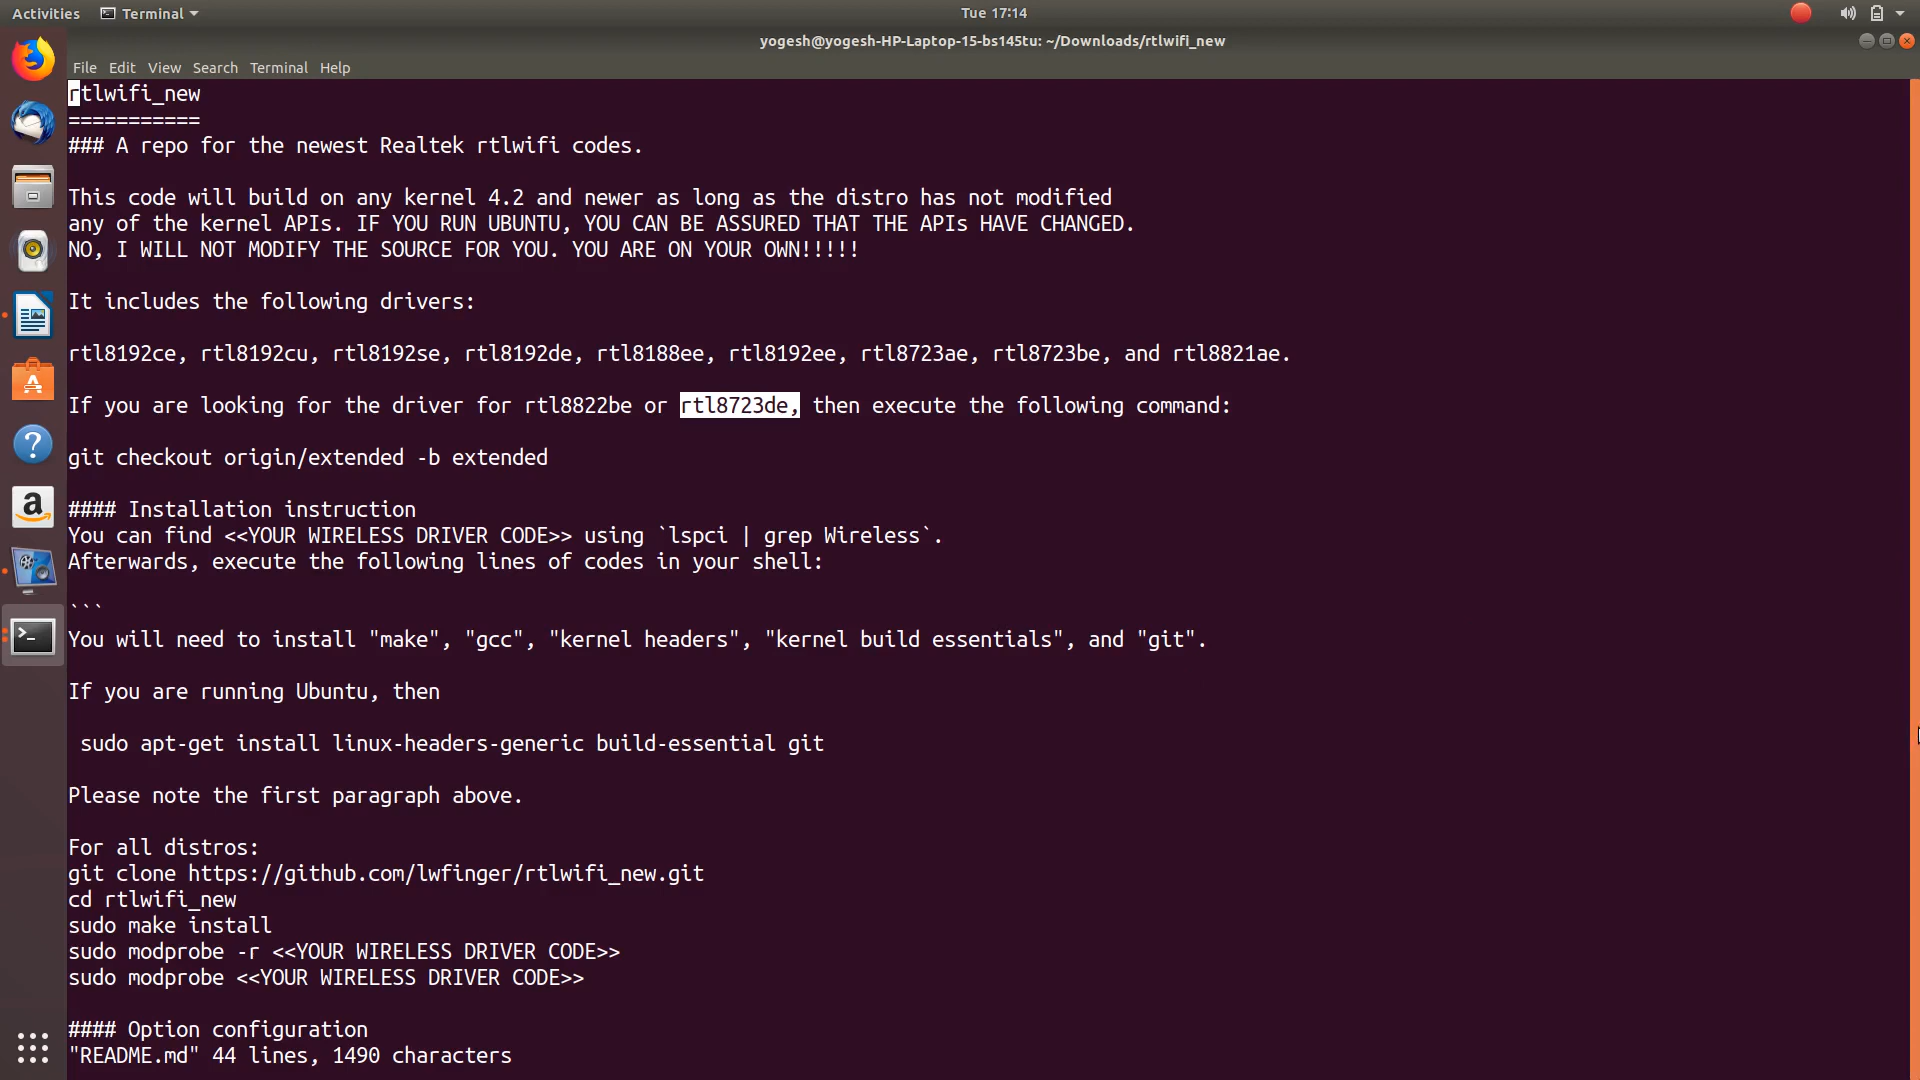 Activities Terminal Tue 17:14
yogesh@yogesh-HP-Laptop-15-bs145tu: ~/Downloads/rtlwifi_new
File Edit View Search Terminal Help
rtlwifi_new
===========
### A repo for the newest Realtek rtlwifi codes.
This code will build on any kernel 4.2 and newer as long as the distro has not modified
any of the kernel APIs. IF YOU RUN UBUNTU, YOU CAN BE ASSURED THAT THE APIs HAVE CHANGED.
NO, I WILL NOT MODIFY THE SOURCE FOR YOU. YOU ARE ON YOUR OWN!!!!!
It includes the following drivers:
rtl8192ce, rtl8192cu, rtl8192se, rtl8192de, rtl8188ee, rtl8192ee, rtl8723ae, rtl8723be, and rtl8821ae.
If you are looking for the driver for rtl8822be or rtl8723de, then execute the following command:
git checkout origin/extended -b extended
#### Installation instruction
You can find <<YOUR WIRELESS DRIVER CODE>> using `lspci | grep Wireless`.
Afterwards, execute the following lines of codes in your shell:
```
You will need to install "make", "gcc", "kernel headers", "kernel build essentials", and "git".
If you are running Ubuntu, then
sudo apt-get install linux-headers-generic build-essential git
Please note the first paragraph above.
For all distros:
git clone https://github.com/lwfinger/rtlwifi_new.git
cd rtlwifi_new
sudo make install
sudo modprobe -r <<YOUR WIRELESS DRIVER CODE>>
sudo modprobe <<YOUR WIRELESS DRIVER CODE>>
#### Option configuration
"README.md" 44 lines, 1490 characters